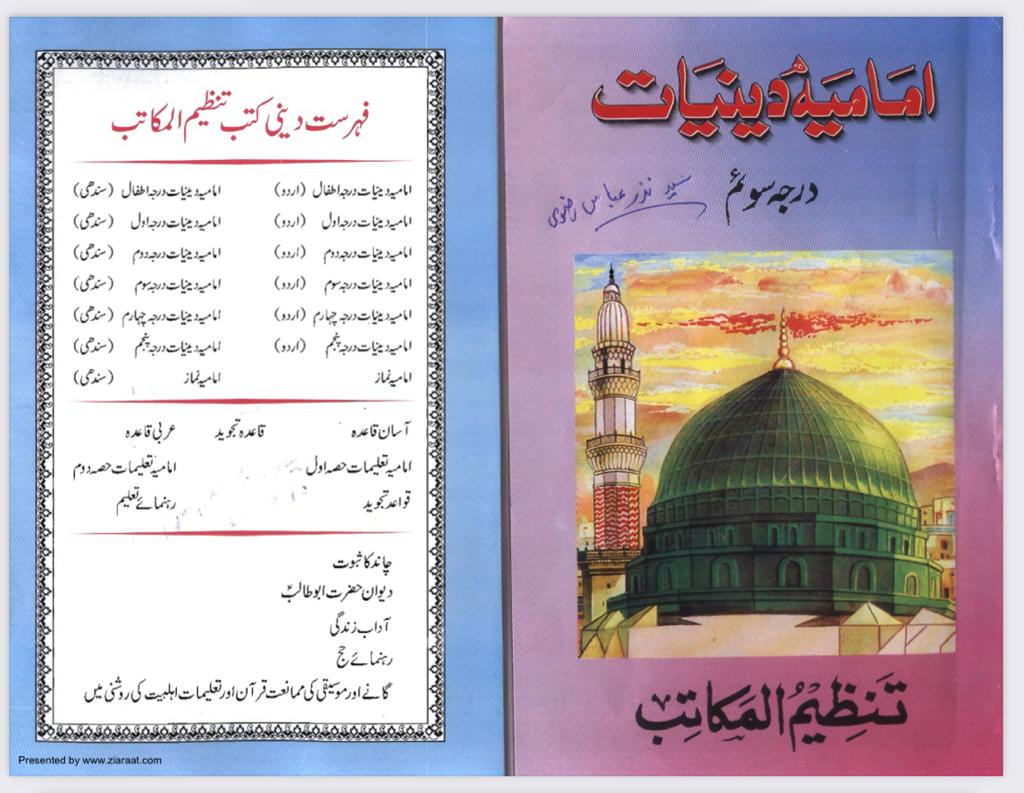 امامیہ دینیات
درجہ سوئم
سید نذر عباس رضوی
تنظیم المکاتب
فہرست دینی کتب تنظیم المکاتب
امامیہ دینیات درجہ اطفال (اردو) امامیہ دینیات درجہ اطفال (سندھی)
امامیہ دینیات درجہ اول (اردو) امامیہ دینیات درجہ اول (سندھی)
امامیہ دینیات درجہ دوم (اردو) امامیہ دینیات درجہ دوم (سندھی)
امامیہ دینیات درجہ سوم (اردو) امامیہ دینیات درجہ سوم (سندھی)
امامیہ دینیات درجہ چہارم (اردو) امامیہ دینیات درجہ چہارم (سندھی)
امامیہ دینیات درجہ پنجم (اردو) امامیہ دینیات درجہ پنجم (سندھی)
امامیہ نماز امامیہ نماز (سندھی)
آسان قاعدہ قاعدہ تجوید عربی قاعدہ
امامیہ تعلیمات حصہ اول امامیہ تعلیمات حصہ دوم
قواعد تجوید رہنمائے تعلیم
چاند کا ثبوت
دیوان حضرت ابو طالبؑ
آداب زندگی
رہنمائے حج
گانے اور موسیقی کی ممانعت قرآن اور تعلیمات اہلبیت کی روشنی میں
Presented by www.ziaraat.com